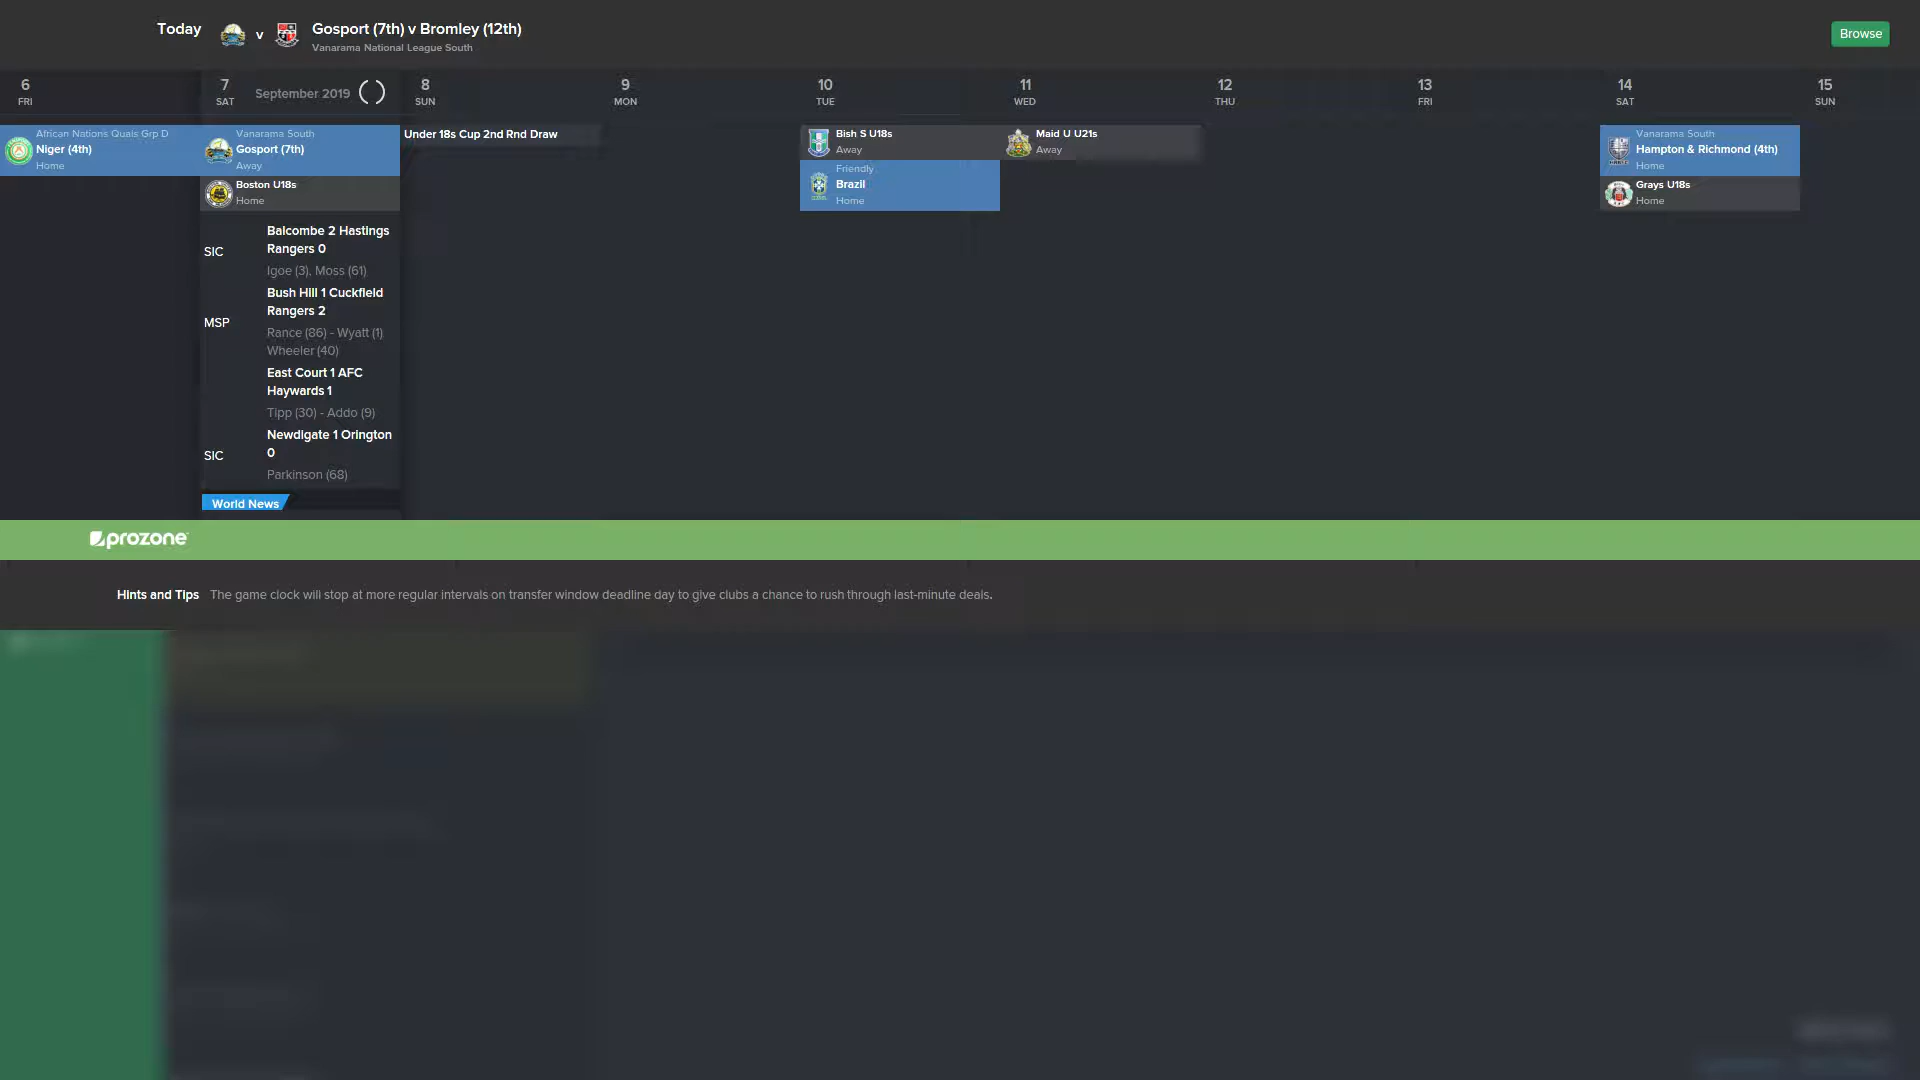 Today
v
Gosport (7th) v Bromley (12th)
Vanarama National League South
Browse
6
FRI
7
SAT
September 2019
8
SUN
9
MON
10
TUE
11
WED
12
THU
13
FRI
14
SAT
15
SUN
African Nations Quals Grp D
Niger (4th)
Home
Vanarama South
Gosport (7th)
Away
Boston U18s
Home
Under 18s Cup 2nd Rnd Draw
Bish S U18s
Away
Friendly
Brazil
Home
Maid U U21s
Away
Vanarama South
Hampton & Richmond (4th)
Home
Grays U18s
Home
SIC
Balcombe 2 Hastings
Rangers 0
Igoe (3), Moss (61)
MSP
Bush Hill 1 Cuckfield
Rangers 2
Rance (86) - Wyatt (1)
Wheeler (40)
East Court 1 AFC
Haywards 1
Tipp (30) - Addo (9)
SIC
Newdigate 1 Orington
0
Parkinson (68)
World News
prozone
Hints and Tips The game clock will stop at more regular intervals on transfer window deadline day to give clubs a chance to rush through last-minute deals.